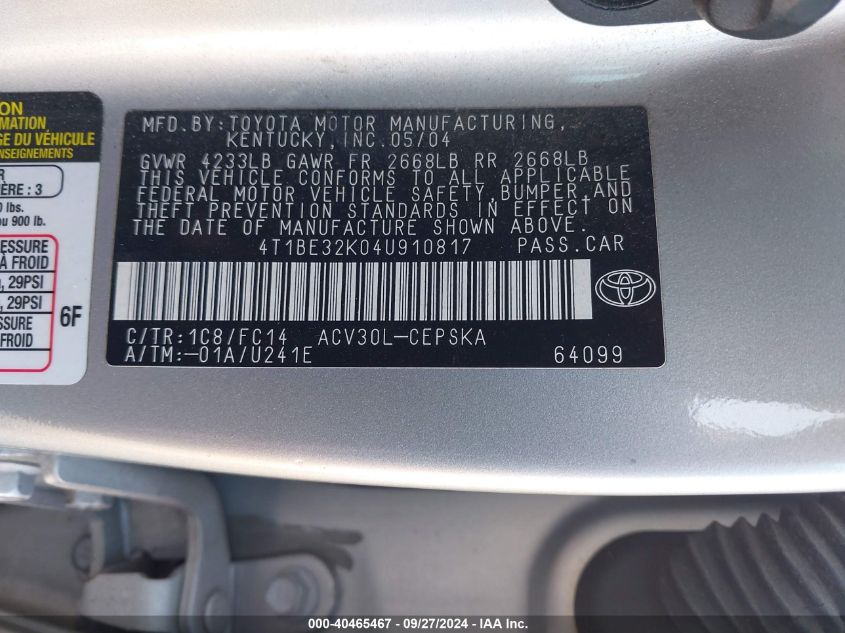 ON
MATION
GE DU VÉHICULE
ENSEIGNEMENTS
R
IÈRE : 3
0 lbs.
ou 900 lb.
ESSURE
À FROID
29PSI
29PSI
SSURE
FROID
6F
MFD. BY: TOYOTA MOTOR MANUFACTURING,
KENTUCKY, INC. 05/04
GVWR 4233LB GAWR FR 2668LB RR 2668LB
THIS VEHICLE CONFORMS TO ALL APPLICABLE
FEDERAL MOTOR VEHICLE SAFETY, BUMPER, AND
THEFT PREVENTION STANDARDS IN EFFECT ON
THE DATE OF MANUFACTURE SHOWN ABOVE.
4T1BE32K04U910817 PASS.CAR
C/TR:1C8/FC14 ACV30L-CEPSKA
A/TM:-01A/U241E 64099
000-40465467 - 09/27/2024 - IAA Inc.